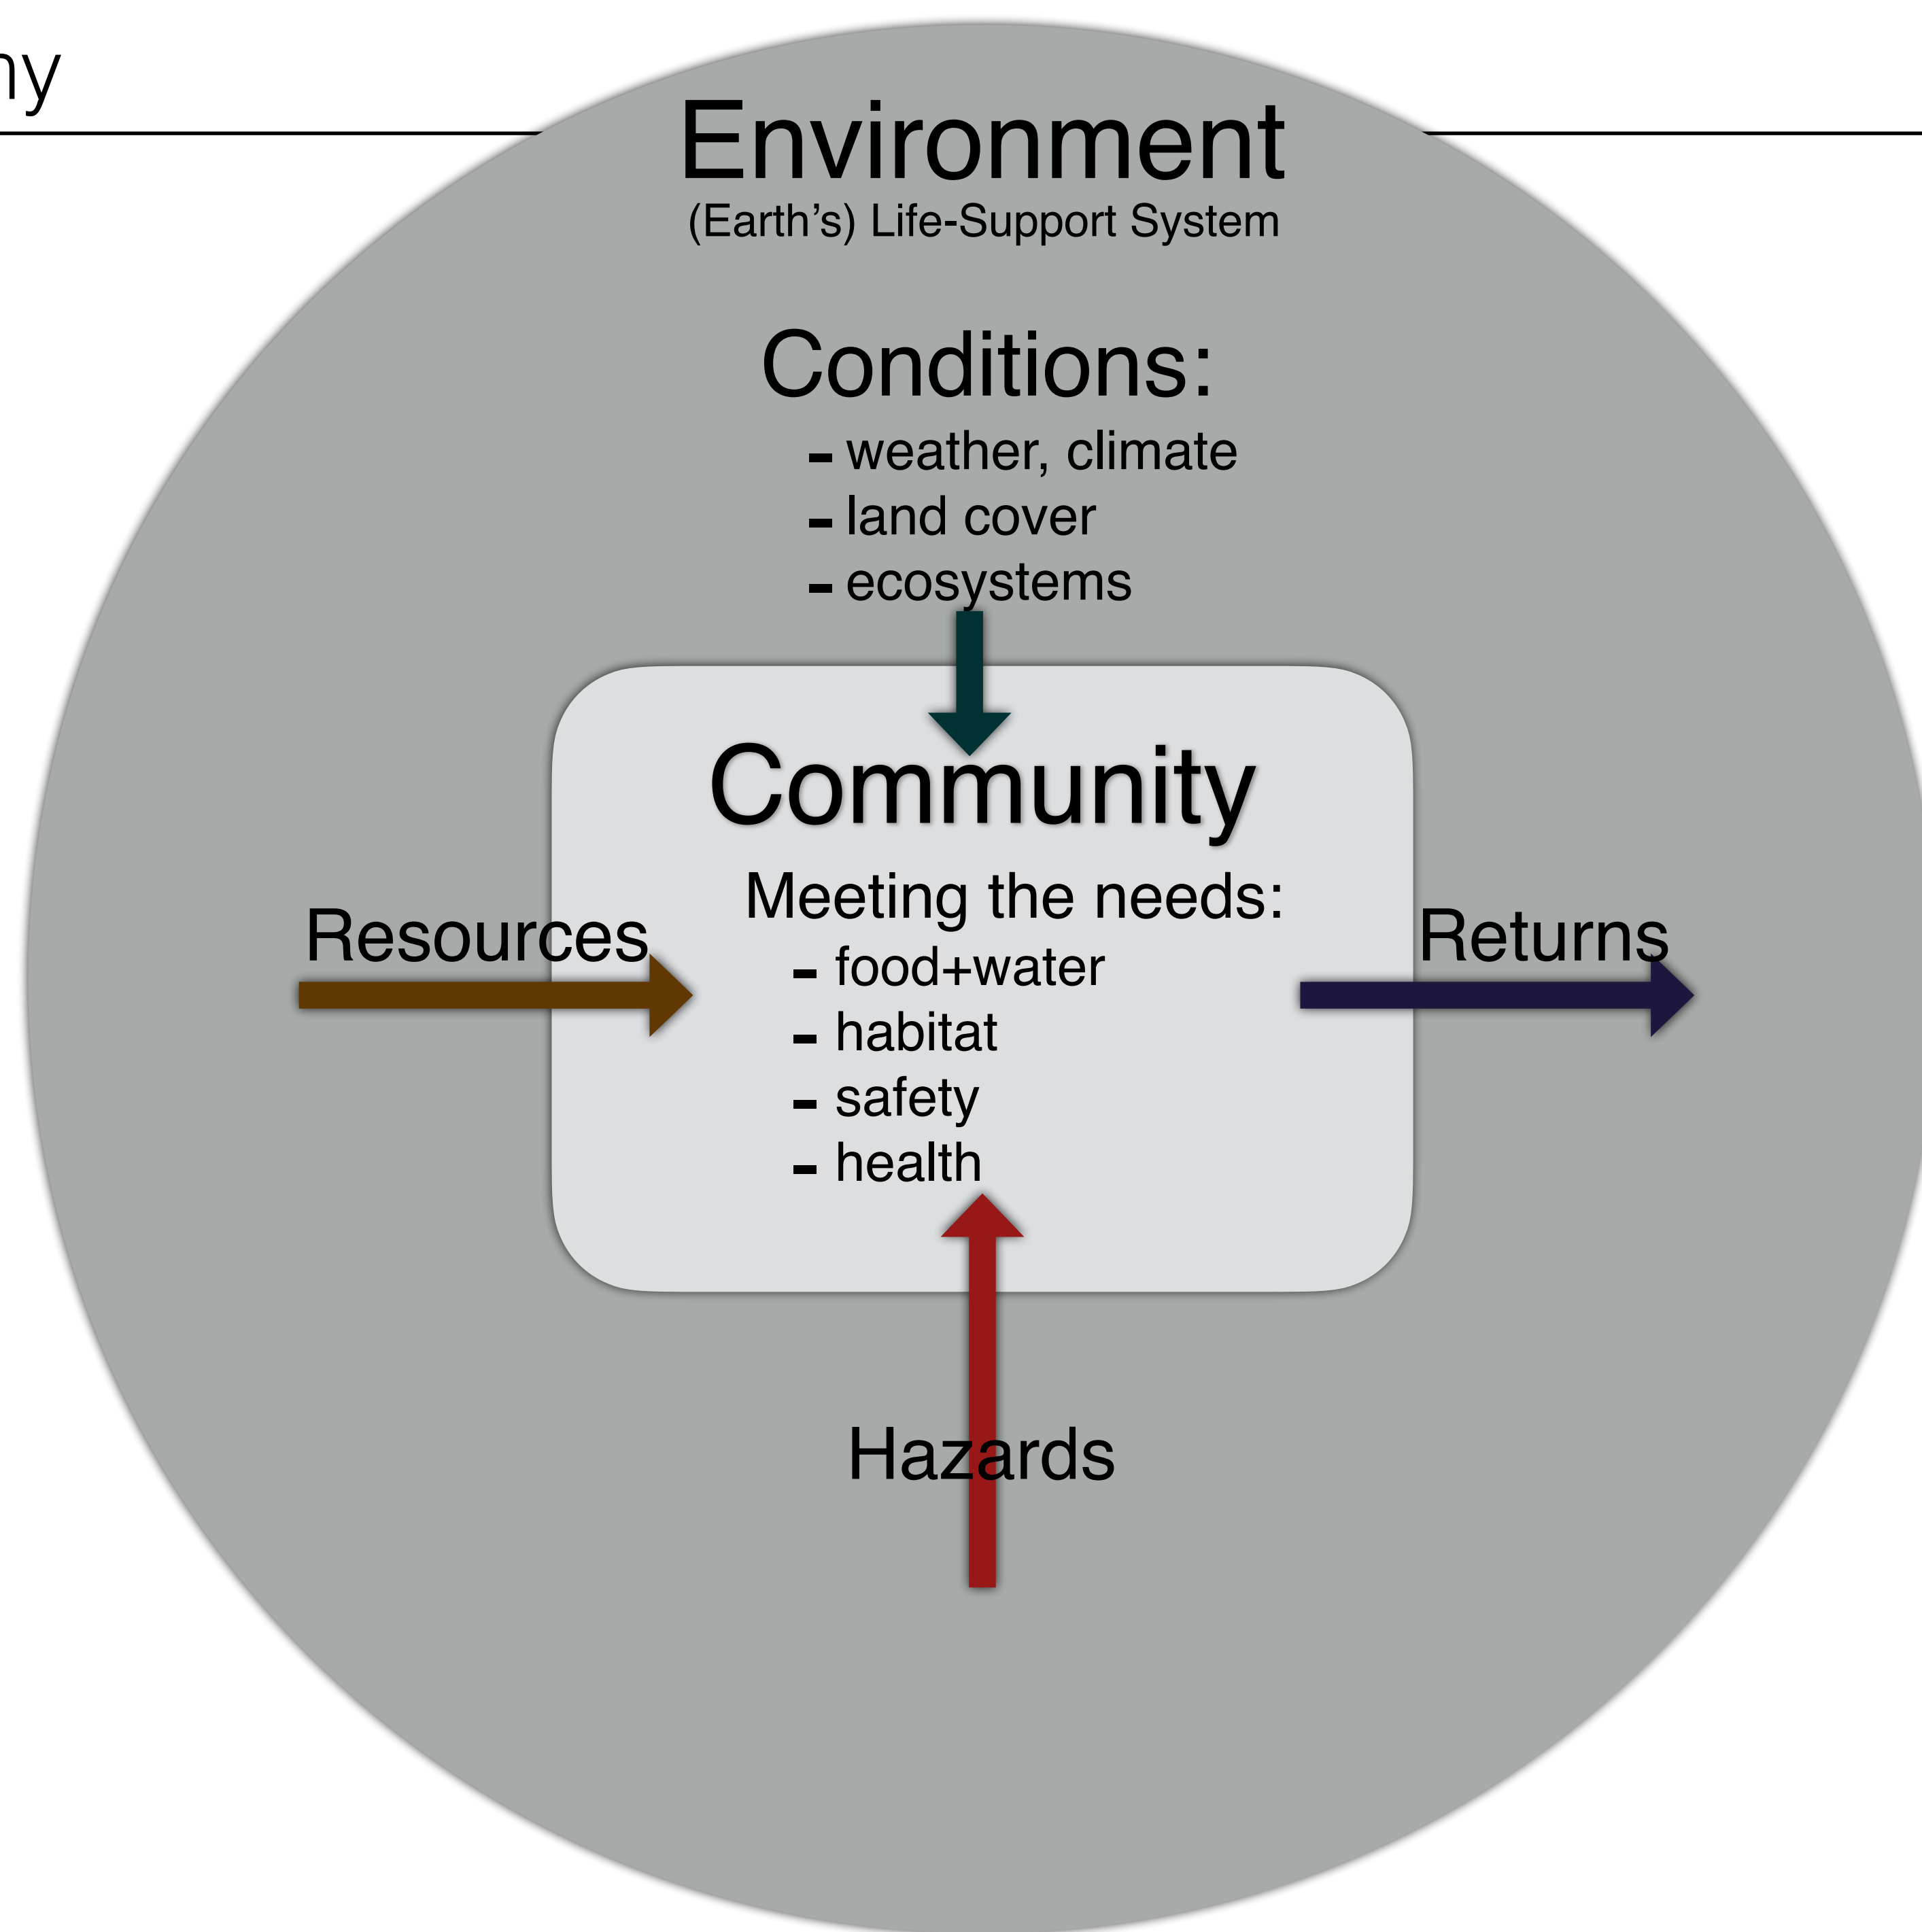 Environment
(Earth’s) Life-Support System
Conditions:
- weather, climate
- land cover
- ecosystems
Community
Meeting the needs:
- food+water
- habitat
- safety
- health
Resources
Returns
Hazards